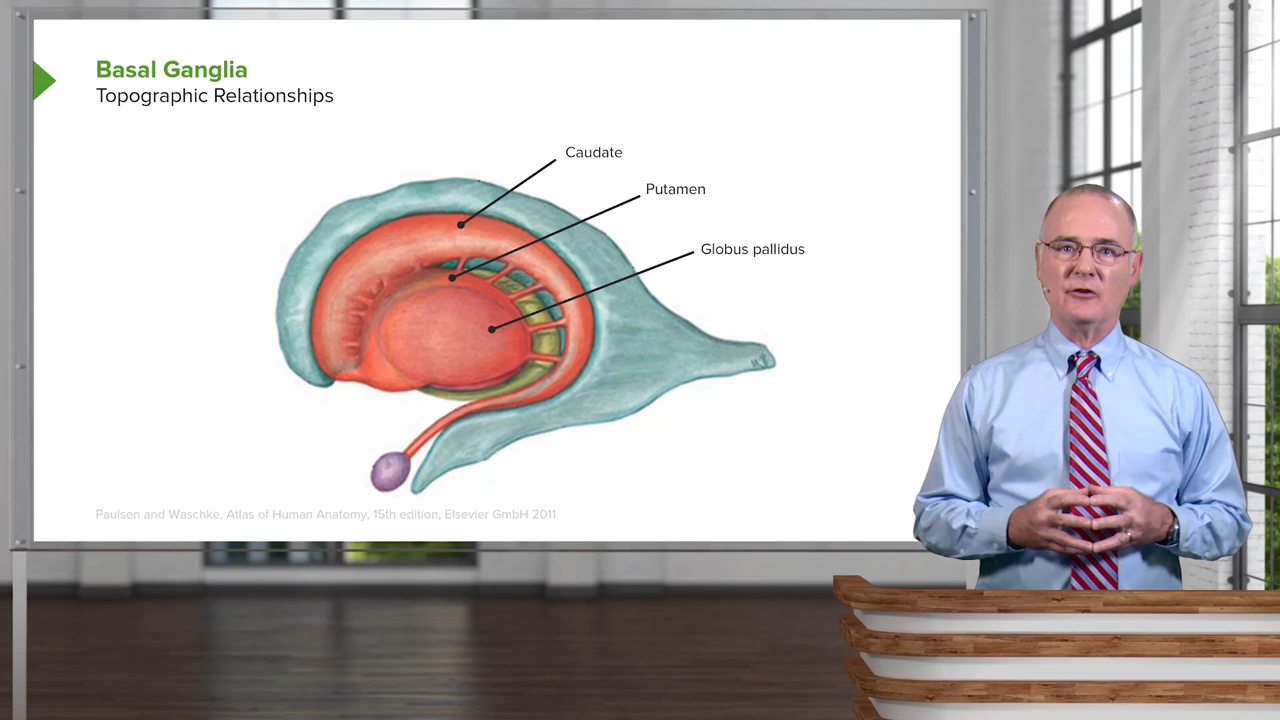 Basal Ganglia
Topographic Relationships
Caudate
Putamen
Globus pallidus
Paulsen and Waschke, Atlas of Human Anatomy, 15th edition, Elsevier GmbH 2011